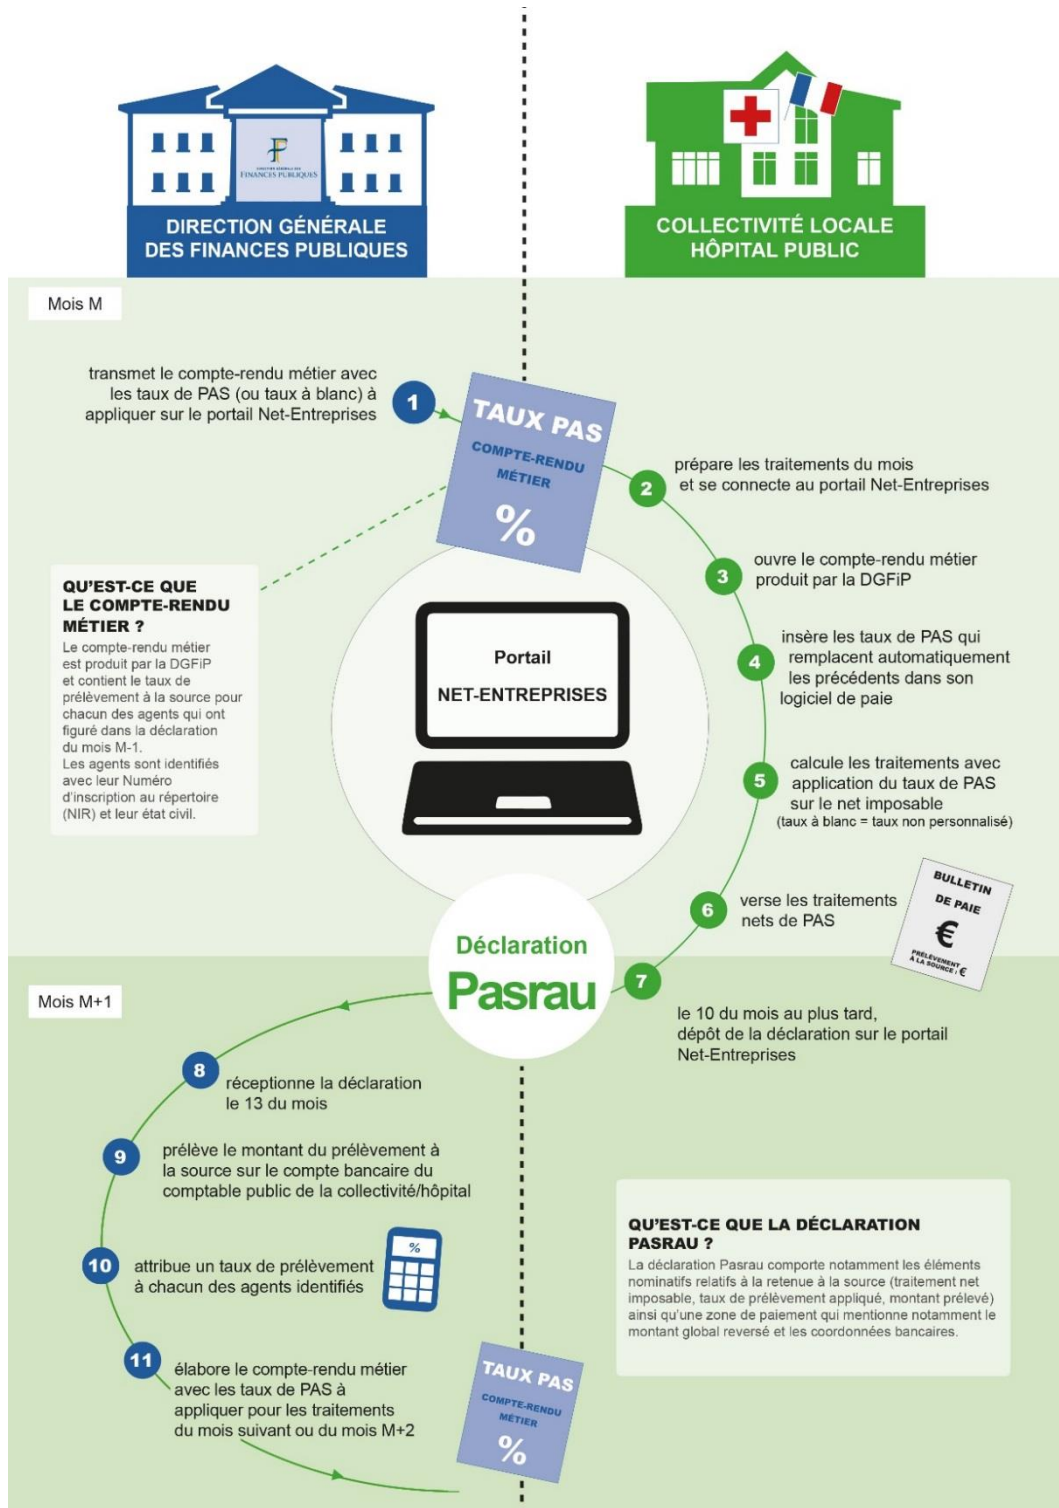 DIRECTION GÉNÉRALE DES
FINANCES PUBLIQUES
DIRECTION GÉNÉRALE
DES FINANCES PUBLIQUES
COLLECTIVITÉ LOCALE
HÔPITAL PUBLIC
Mois M
transmet le compte-rendu métier avec
les taux de PAS (ou taux à blanc) à
appliquer sur le portail Net-Entreprises
1
TAUX PAS
COMPTE-RENDU
MÉTIER
%
2
prépare les traitements du mois
et se connecte au portail Net-Entreprises
3
ouvre le compte-rendu métier
produit par la DGFiP
QU'EST-CE QUE
LE COMPTE-RENDU
MÉTIER ?
Le compte-rendu métier
est produit par la DGFiP
et contient le taux de
prélèvement à la source pour
chacun des agents qui ont
figuré dans la déclaration
du mois M-1.
Les agents sont identifiés
avec leur Numéro
d'inscription au répertoire
(NIR) et leur état civil.
Portail
NET-ENTREPRISES
4
insère les taux de PAS qui
remplacent automatiquement
les précédents dans son
logiciel de paie
5
calcule les traitements avec
application du taux de PAS
sur le net imposable
(taux à blanc = taux non personnalisé)
6
verse les traitements
nets de PAS
BULLETIN
DE PAIE
€
PRÉLÈVEMENT
À LA SOURCE : €
Déclaration
Pasrau
7
le 10 du mois au plus tard,
dépôt de la déclaration sur le portail
Net-Entreprises
Mois M+1
8
réceptionne la déclaration
le 13 du mois
9
prélève le montant du prélèvement à
la source sur le compte bancaire du
comptable public de la collectivité/hôpital
10
attribue un taux de prélèvement
à chacun des agents identifiés
%
11
élabore le compte-rendu métier
avec les taux de PAS à
appliquer pour les traitements
du mois suivant ou du mois M+2
TAUX PAS
COMPTE-RENDU
MÉTIER
%
QU'EST-CE QUE LA DÉCLARATION
PASRAU ?
La déclaration Pasrau comporte notamment les éléments
nominatifs relatifs à la retenue à la source (traitement net
imposable, taux de prélèvement appliqué, montant prélevé)
ainsi qu'une zone de paiement qui mentionne notamment le
montant global reversé et les coordonnées bancaires.